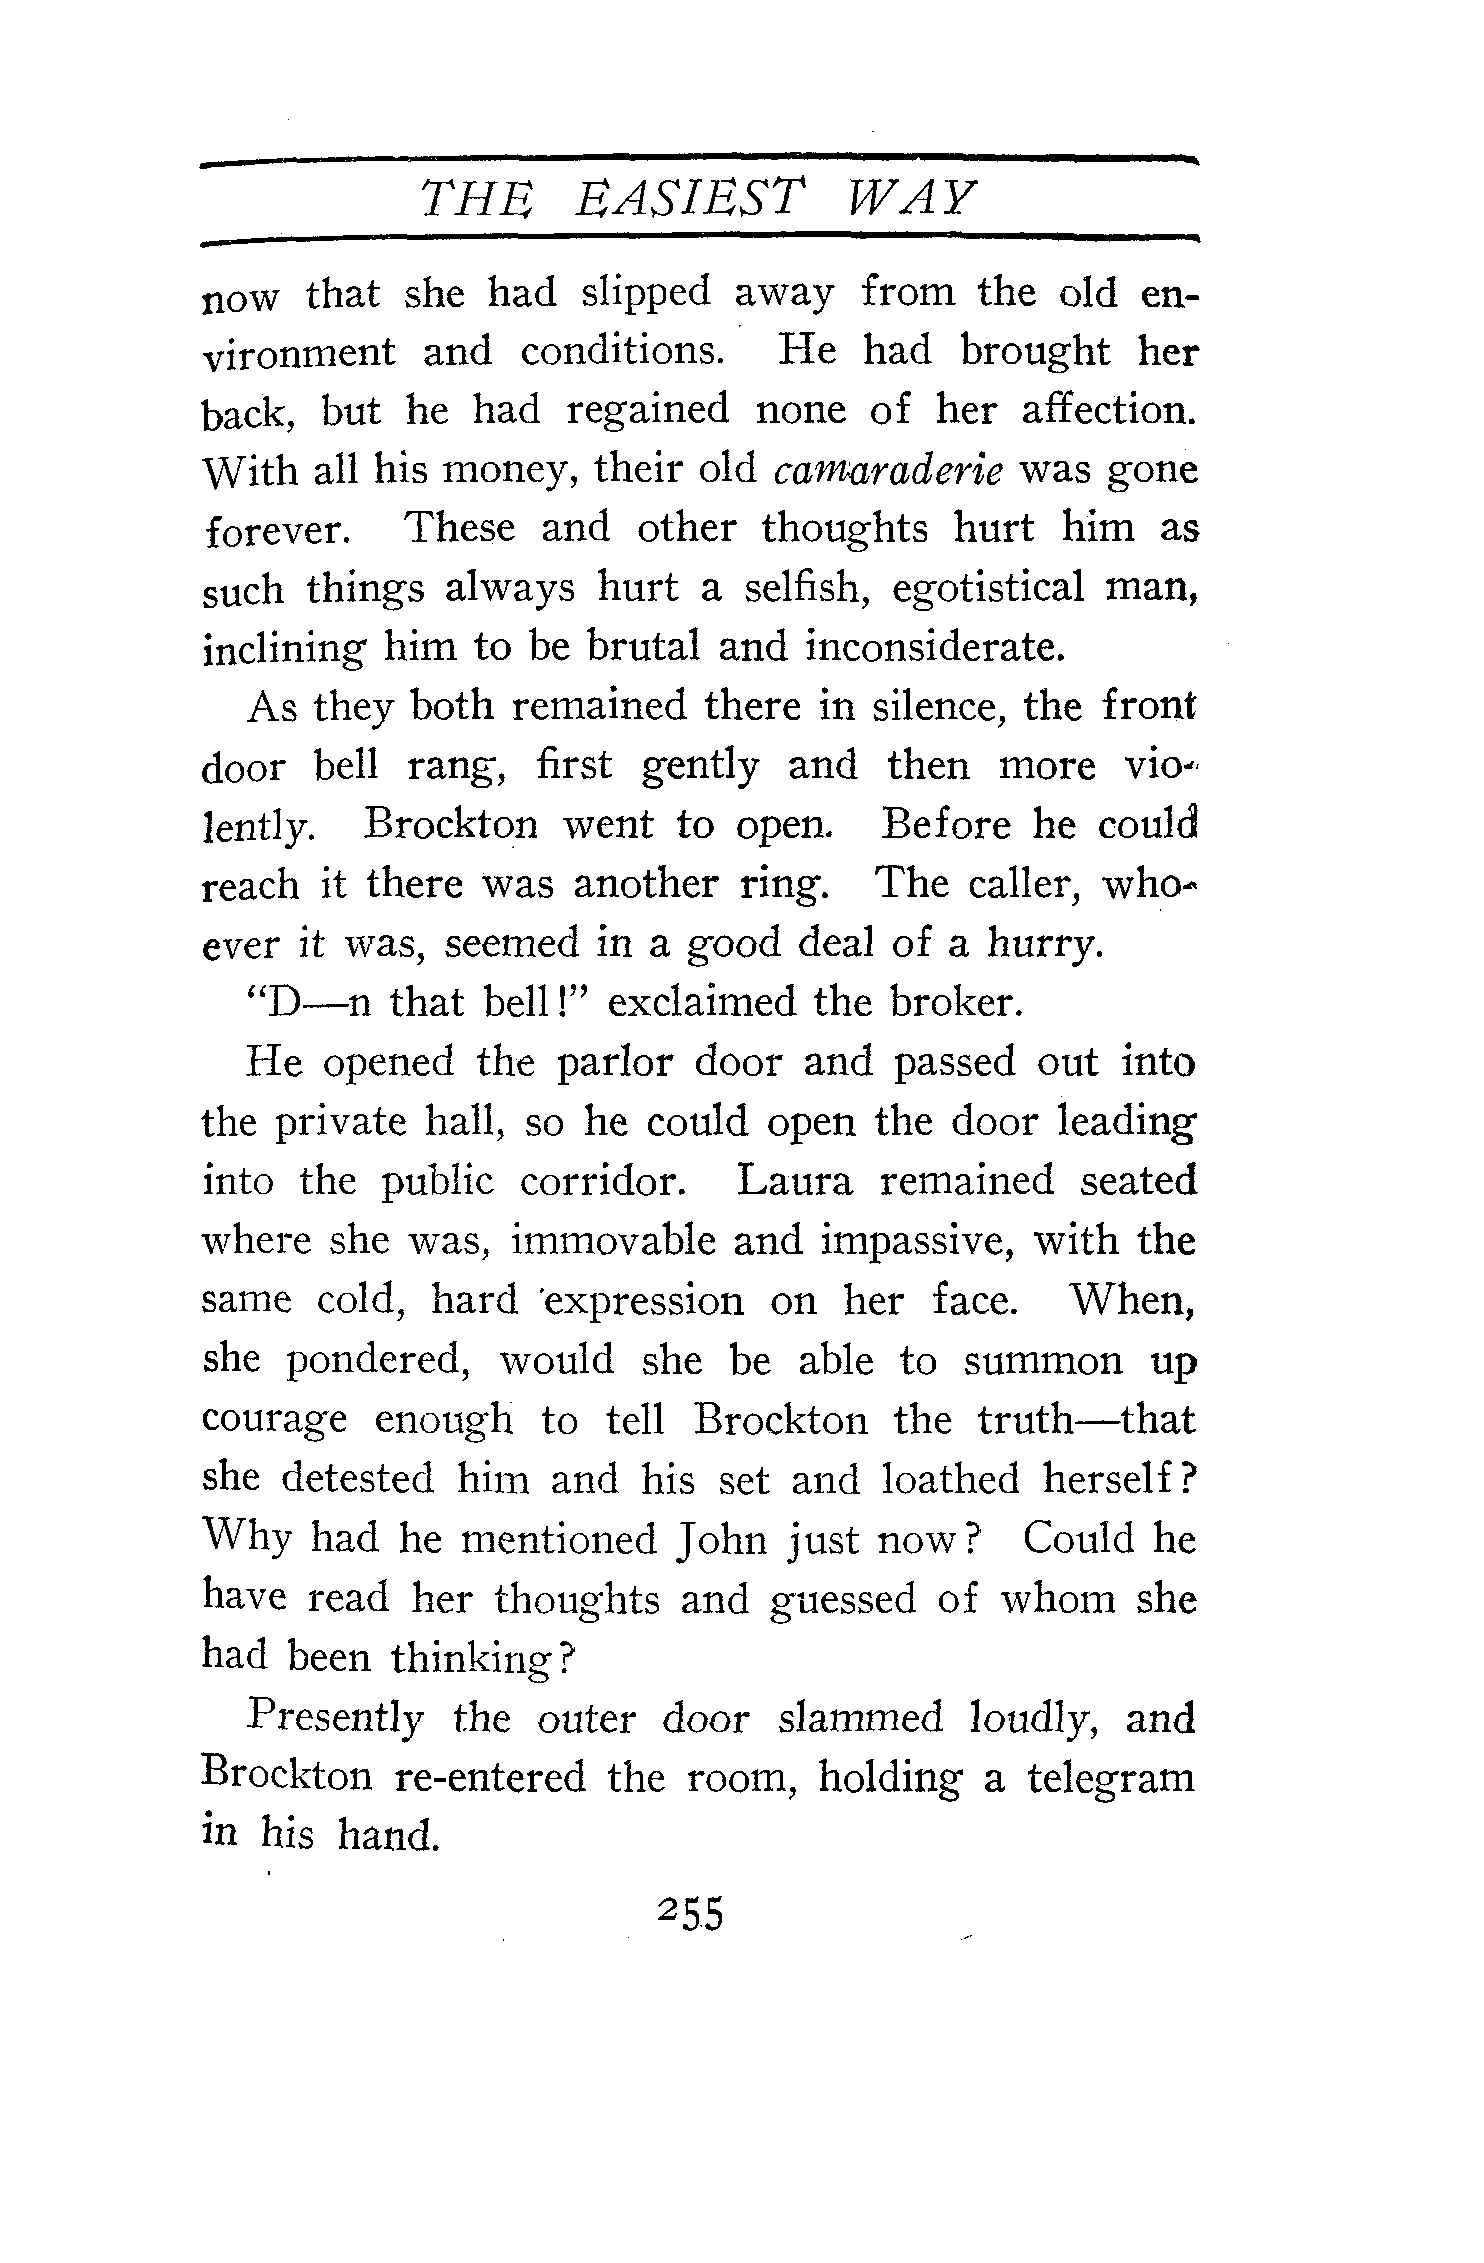 THE EASIEST WAY
now that she had slipped away from the old en-
vironment and conditions. He had brought her
back, but he had regained none of her affection.
With all his money, their old camaraderie was gone
forever. These and other thoughts hurt him as
such things always hurt a selfish, egotistical man,
inclining him to be brutal and inconsiderate.
As they both remained there in silence, the front
door bell rang, first gently and then more vio-
lently. Brockton went to open. Before he could
reach it there was another ring. The caller, who-
ever it was, seemed in a good deal of a hurry.
"D—n that bell!" exclaimed the broker.
He opened the parlor door and passed out into
the private hall, so he could open the door leading
into the public corridor. Laura remained seated
where she was, immovable and impassive, with the
same cold, hard expression on her face. When,
she pondered, would she be able to summon up
courage enough to tell Brockton the truth—that
she detested him and his set and loathed herself?
Why had he mentioned John just now? Could he
have read her thoughts and guessed of whom she
had been thinking?
Presently the outer door slammed loudly, and
Brockton re-entered the room, holding a telegram
in his hand.
255